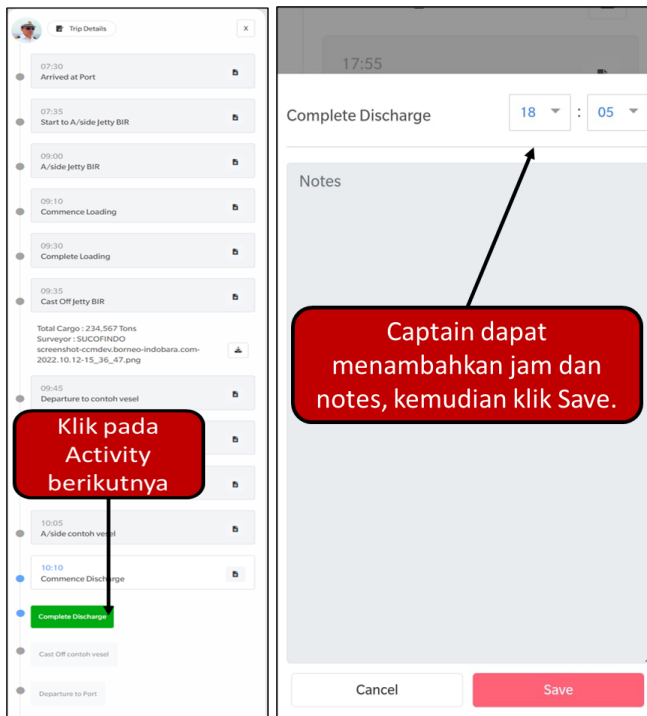 Trip Details
X
07:30
Arrived at Port
07:35
Start to A/side Jetty BIR
09:00
A/side Jetty BIR
09:10
Commence Loading
09:30
Complete Loading
09:35
Cast Off Jetty BIR
Total Cargo : 234,567 Tons
Surveyor : SUCOFINDO
screenshot-ccmdev.borneo-indobara.com-
2022.10.12-15_36_47.png
09:45
Departure to contoh vesel
Klik pada
Activity
berikutnya
10:05
A/side contoh vesel
10:10
Commence Discharge
Complete Discharge
Cast Off contoh vesel
Departure to Port
17:55
Complete Discharge
18 : 05
Notes
Captain dapat
menambahkan jam dan
notes, kemudian klik Save.
Cancel
Save